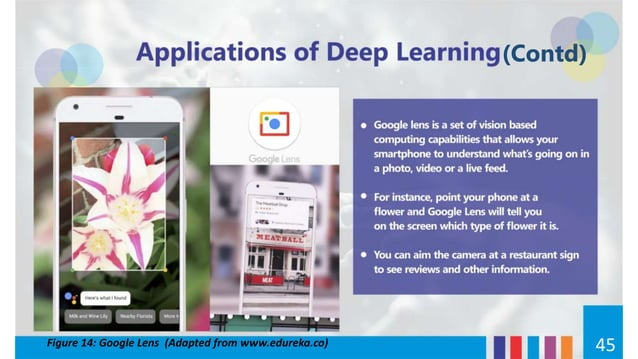 Applications of Deep Learning(Contd)
Google Lens
The Meatball Shop
MEATBALL
MEAT
Here's what I found
Milk and Wine Lily
Nearby Florists
More In
Google lens is a set of vision based
computing capabilities that allows your
smartphone to understand what's going on in
a photo, video or a live feed.
For instance, point your phone at a
flower and Google Lens will tell you
on the screen which type of flower it is.
You can aim the camera at a restaurant sign
to see reviews and other information.
Figure 14: Google Lens (Adapted from www.edureka.co)
45